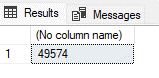 Results Messages
(No column name)
1 49574